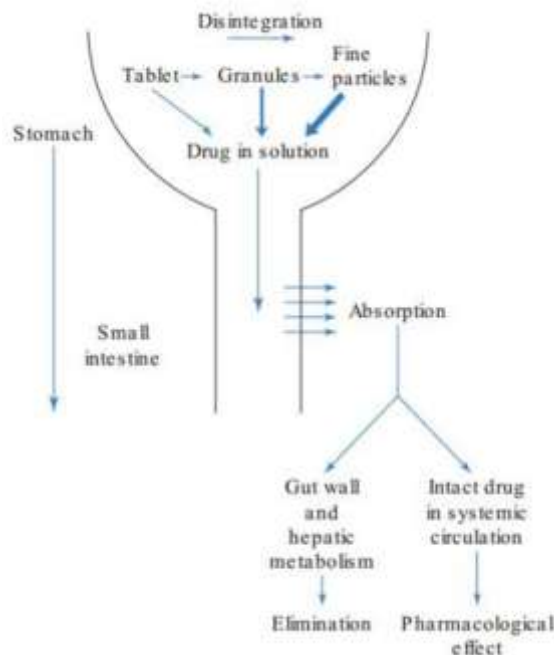 Disintegration
Tablet
Granules
Fine
particles
Stomach
Drug in solution
Absorption
Small
intestine
Gut wall
and
hepatic
metabolism
Intact drug
in systemic
circulation
Elimination
Pharmacological
effect